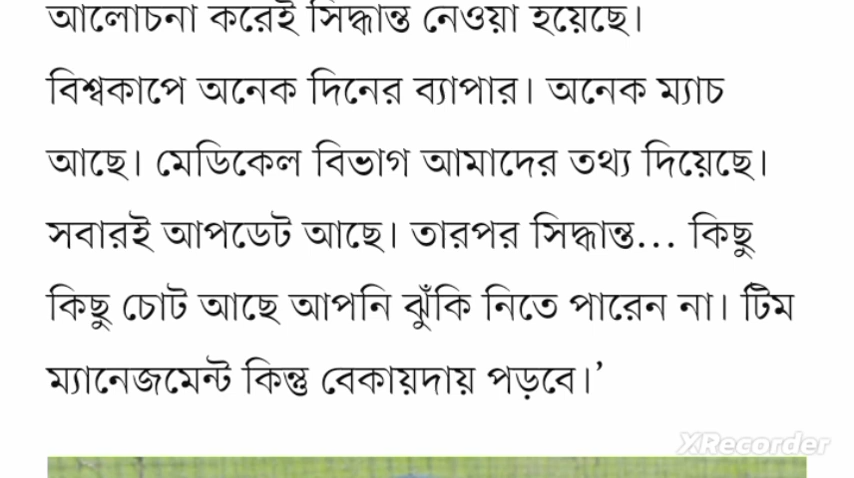 আলোচনা করেই সিদ্ধান্ত নেওয়া হয়েছে।
বিশ্বকাপে অনেক দিনের ব্যাপার। অনেক ম্যাচ
আছে। মেডিকেল বিভাগ আমাদের তথ্য দিয়েছে।
সবারই আপডেট আছে। তারপর সিদ্ধান্ত... কিছু
কিছু চোট আছে আপনি ঝুঁকি নিতে পারেন না। টিম
ম্যানেজমেন্ট কিন্তু বেকায়দায় পড়বে।’
XRecorder